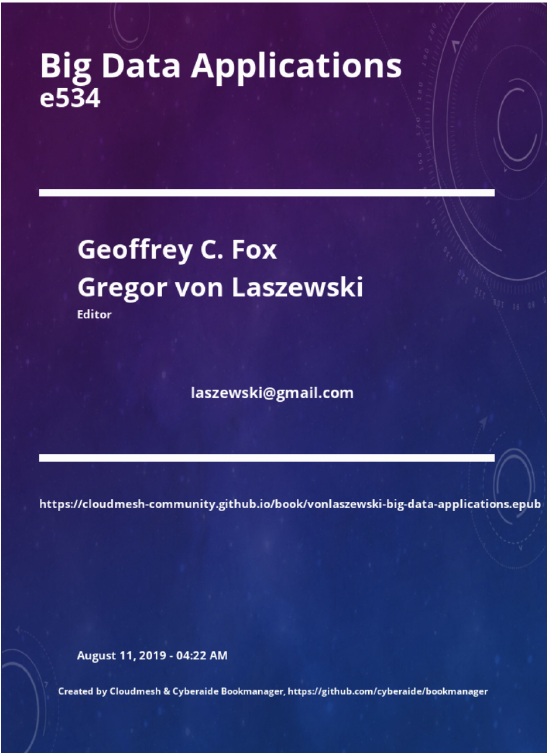 Big Data Applications
e534
Geoffrey C. Fox
Gregor von Laszewski
Editor
laszewski@gmail.com
https://cloudmesh-community.github.io/book/vonlaszewski-big-data-applications.epub
August 11, 2019 - 04:22 AM
Created by Cloudmesh & Cyberaide Bookmanager, https://github.com/cyberaide/bookmanager